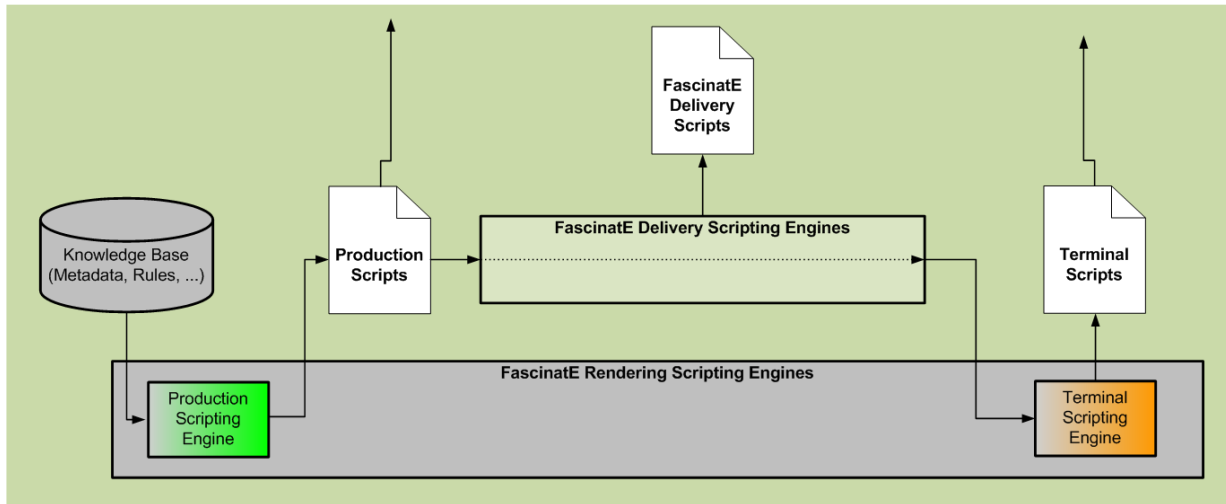 FascinatE
Delivery
Scripts
Knowledge Base
(Metadata, Rules, ...)
Production
Scripts
FascinatE Delivery Scripting Engines
Terminal
Scripts
FascinatE Rendering Scripting Engines
Production
Scripting
Engine
Terminal
Scripting
Engine